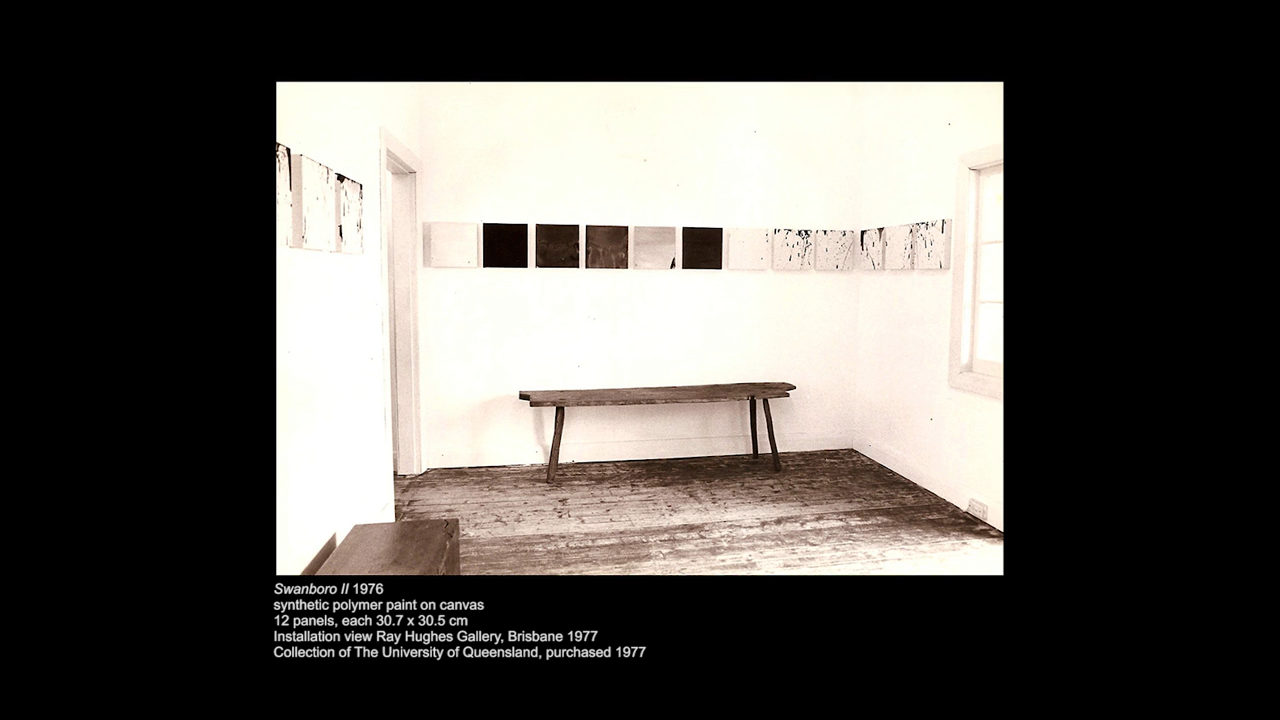 Swanboro II 1976
synthetic polymer paint on canvas
12 panels, each 30.7 x 30.5 cm
Installation view Ray Hughes Gallery, Brisbane 1977
Collection of The University of Queensland, purchased 1977